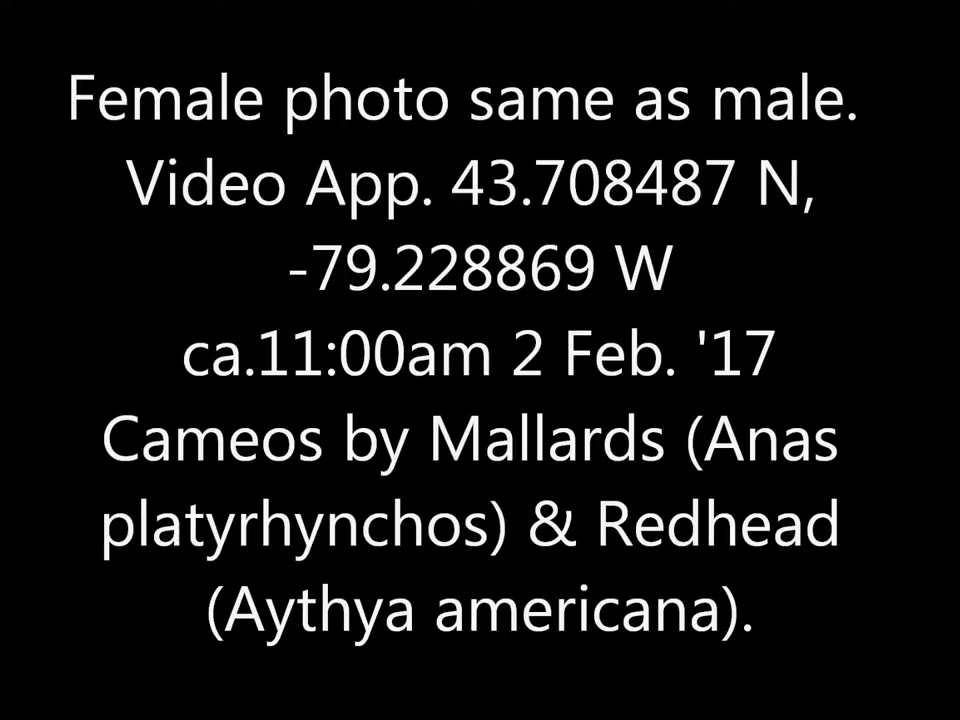 Female photo same as male.
Video App. 43.708487 N,
-79.228869 W
ca.11:00am 2 Feb. '17
Cameos by Mallards (Anas
platyrhynchos) & Redhead
(Aythya americana).